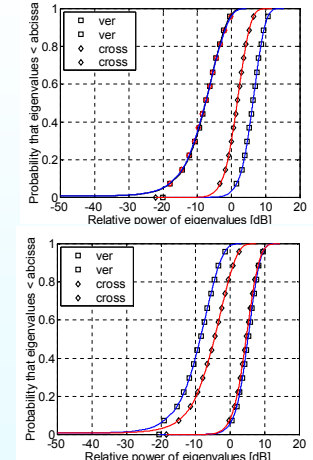 Probability that eigenvalues < abcissa
1
0.8
0.6
0.4
0.2
0
ver
ver
cross
cross
-50 -40 -30 -20 -10 0 10 20
Relative power of eigenvalues [dB]
Probability that eigenvalues < abcissa
1
0.8
0.6
0.4
0.2
0
ver
ver
cross
cross
-50 -40 -30 -20 -10 0 10 20
Relative power of eigenvalues [dB]